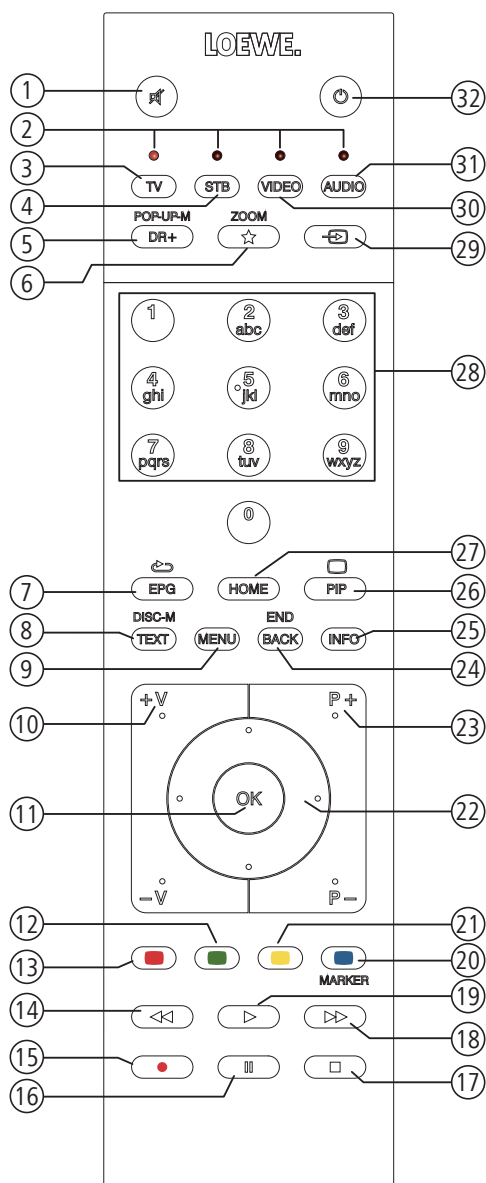 LOEWE.
1
32
2
3
TV
STB
VIDEO
AUDIO
31
4
30
POP-UP-M
ZOOM
5
DR+
29
6
1
2
3
abc
def
4
5
6
28
ghi
jkl
mno
7
8
9
pqrs
tuv
wxyz
0
27
7
EPG
HOME
PIP
26
DISC-M
END
8
TEXT
MENU
BACK
INFO
25
9
24
+V
P+
10
23
11
OK
22
−V
P−
12
21
13
20
MARKER
19
14
18
15
16
17